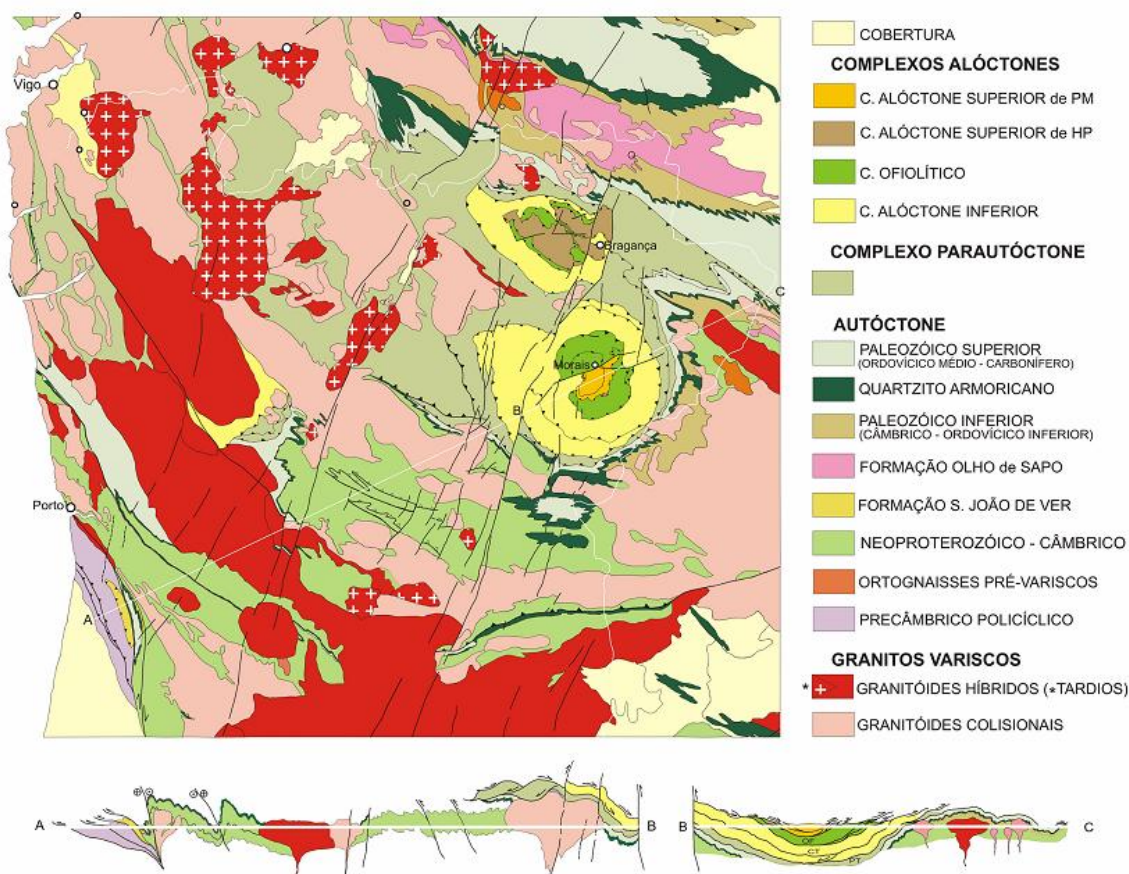 Vigo
Bragança
Morais
Porto
A
B
C
COBERTURA
COMPLEXOS ALÓCTONES
C. ALÓCTONE SUPERIOR de PM
C. ALÓCTONE SUPERIOR de HP
C. OFIOLÍTICO
C. ALÓCTONE INFERIOR
COMPLEXO PARAUTÓCTONE
AUTÓCTONE
PALEOZÓICO SUPERIOR
(ORDOVÍCICO MÉDIO - CARBONÍFERO)
QUARTZITO ARMORICANO
PALEOZÓICO INFERIOR
(CÂMBRICO - ORDOVÍCICO INFERIOR)
FORMAÇÃO OLHO de SAPO
FORMAÇÃO S. JOÃO DE VER
NEOPROTEROZÓICO - CÂMBRICO
ORTOGNAISSES PRÉ-VARISCOS
PRECÂMBRICO POLICÍCLICO
GRANITOS VARISCOS
* GRANITÓIDES HÍBRIDOS (*TARDIOS)
GRANITÓIDES COLISIONAIS
A
B
B
C
CT
PT